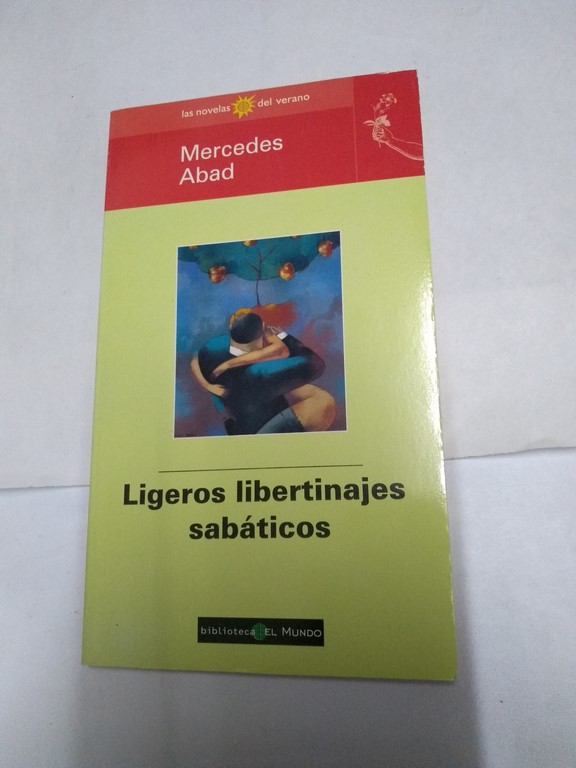 las novelas del verano
Mercedes
Abad
Ligeros libertinajes
sabáticos
biblioteca EL MUNDO